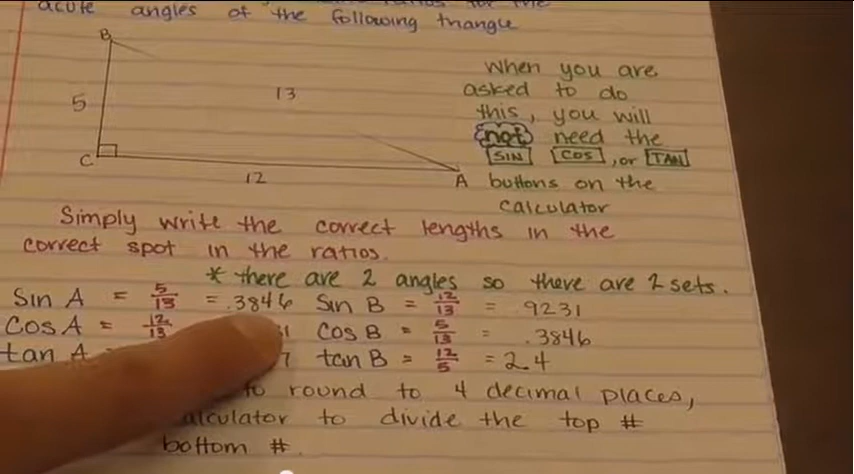 acute angles of the following triangle
B
5
13
C
12
A
When you are
asked to do
this, you will
not need the
SIN COS, or TAN
buttons on the
calculator
Simply write the correct lengths in the
correct spot in the ratios.
* there are 2 angles so there are 2 sets.
Sin A = 5/13 = .3846 Sin B = 12/13 = .9231
Cos A = 12/13 1 Cos B = 5/13 = .3846
tan A = 7 tan B = 12/5 = 2.4
to round to 4 decimal places,
alculator to divide the top #
bottom #.